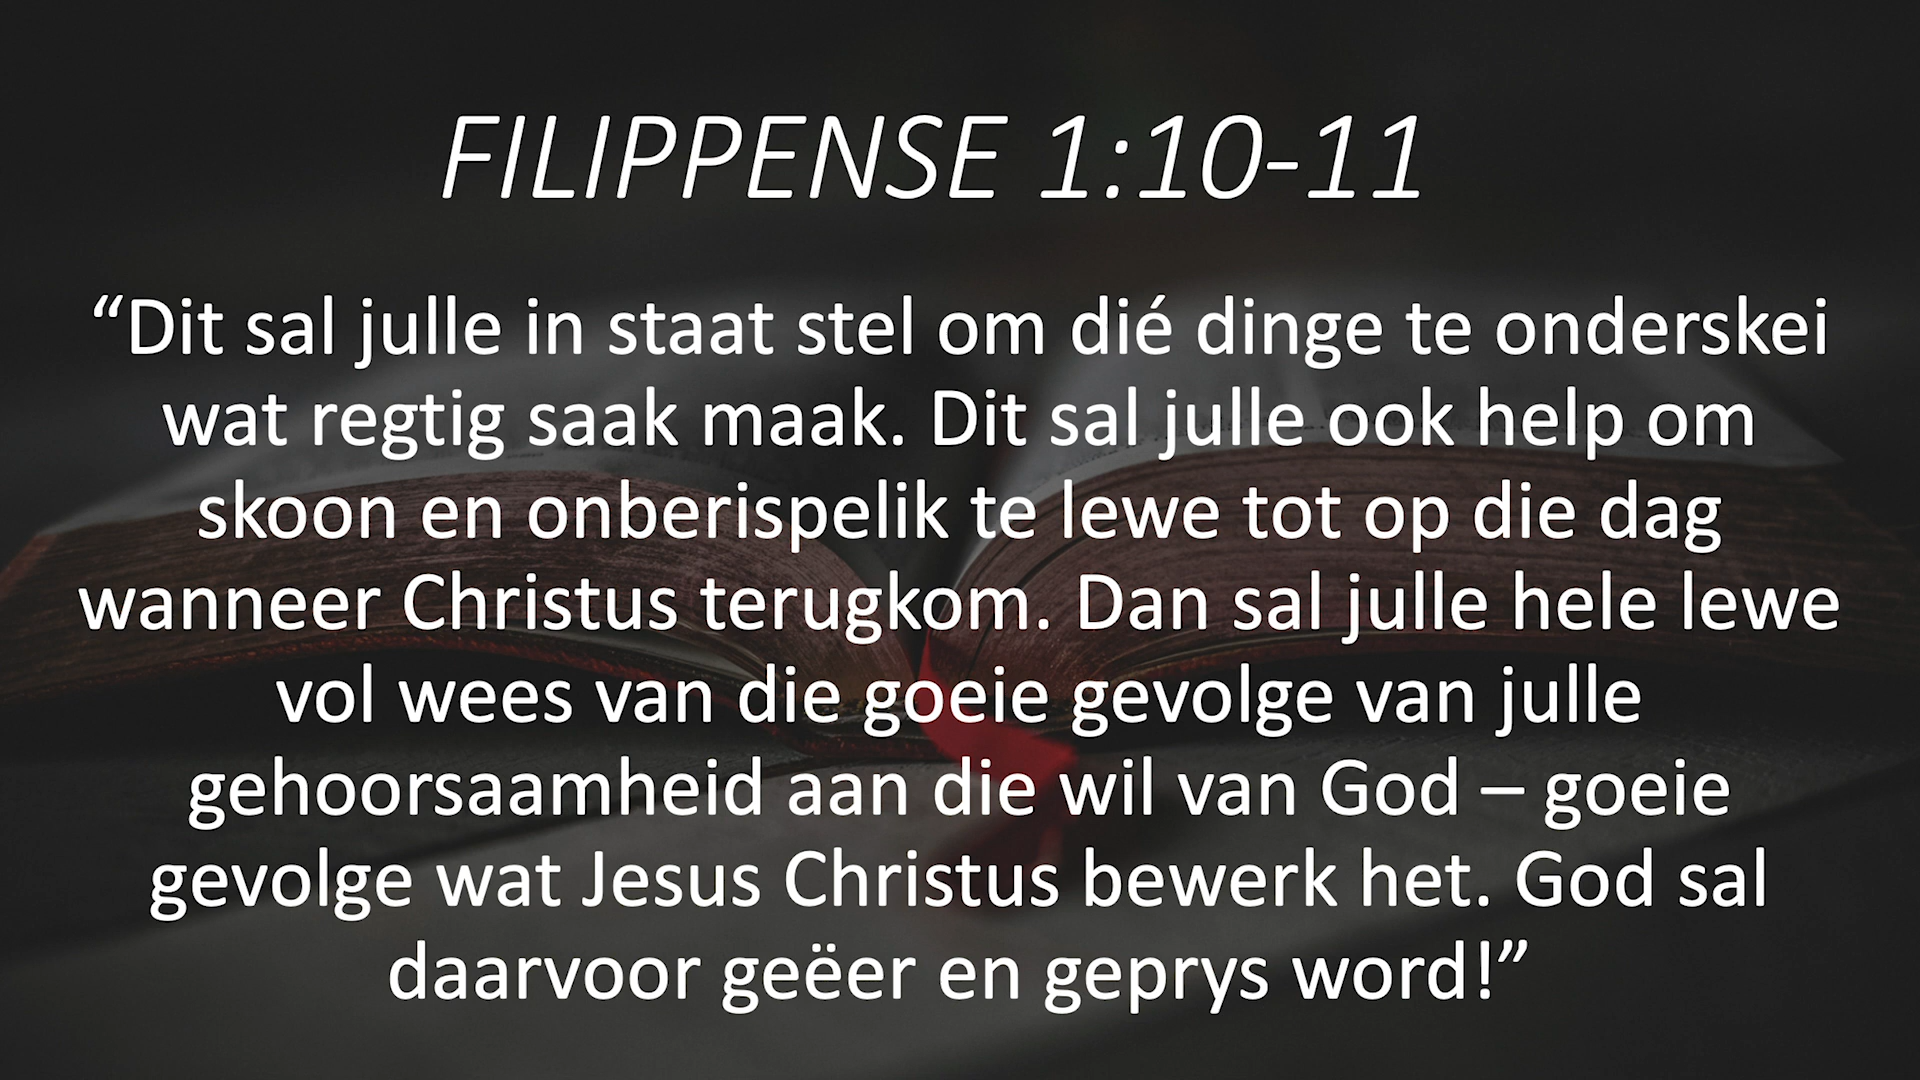 FILIPPENSE 1:10-11
“Dit sal julle in staat stel om dié dinge te onderskei
wat regtig saak maak. Dit sal julle ook help om
skoon en onberispelik te lewe tot op die dag
wanneer Christus terugkom. Dan sal julle hele lewe
vol wees van die goeie gevolge van julle
gehoorsaamheid aan die wil van God – goeie
gevolge wat Jesus Christus bewerk het. God sal
daarvoor geëer en geprys word!”